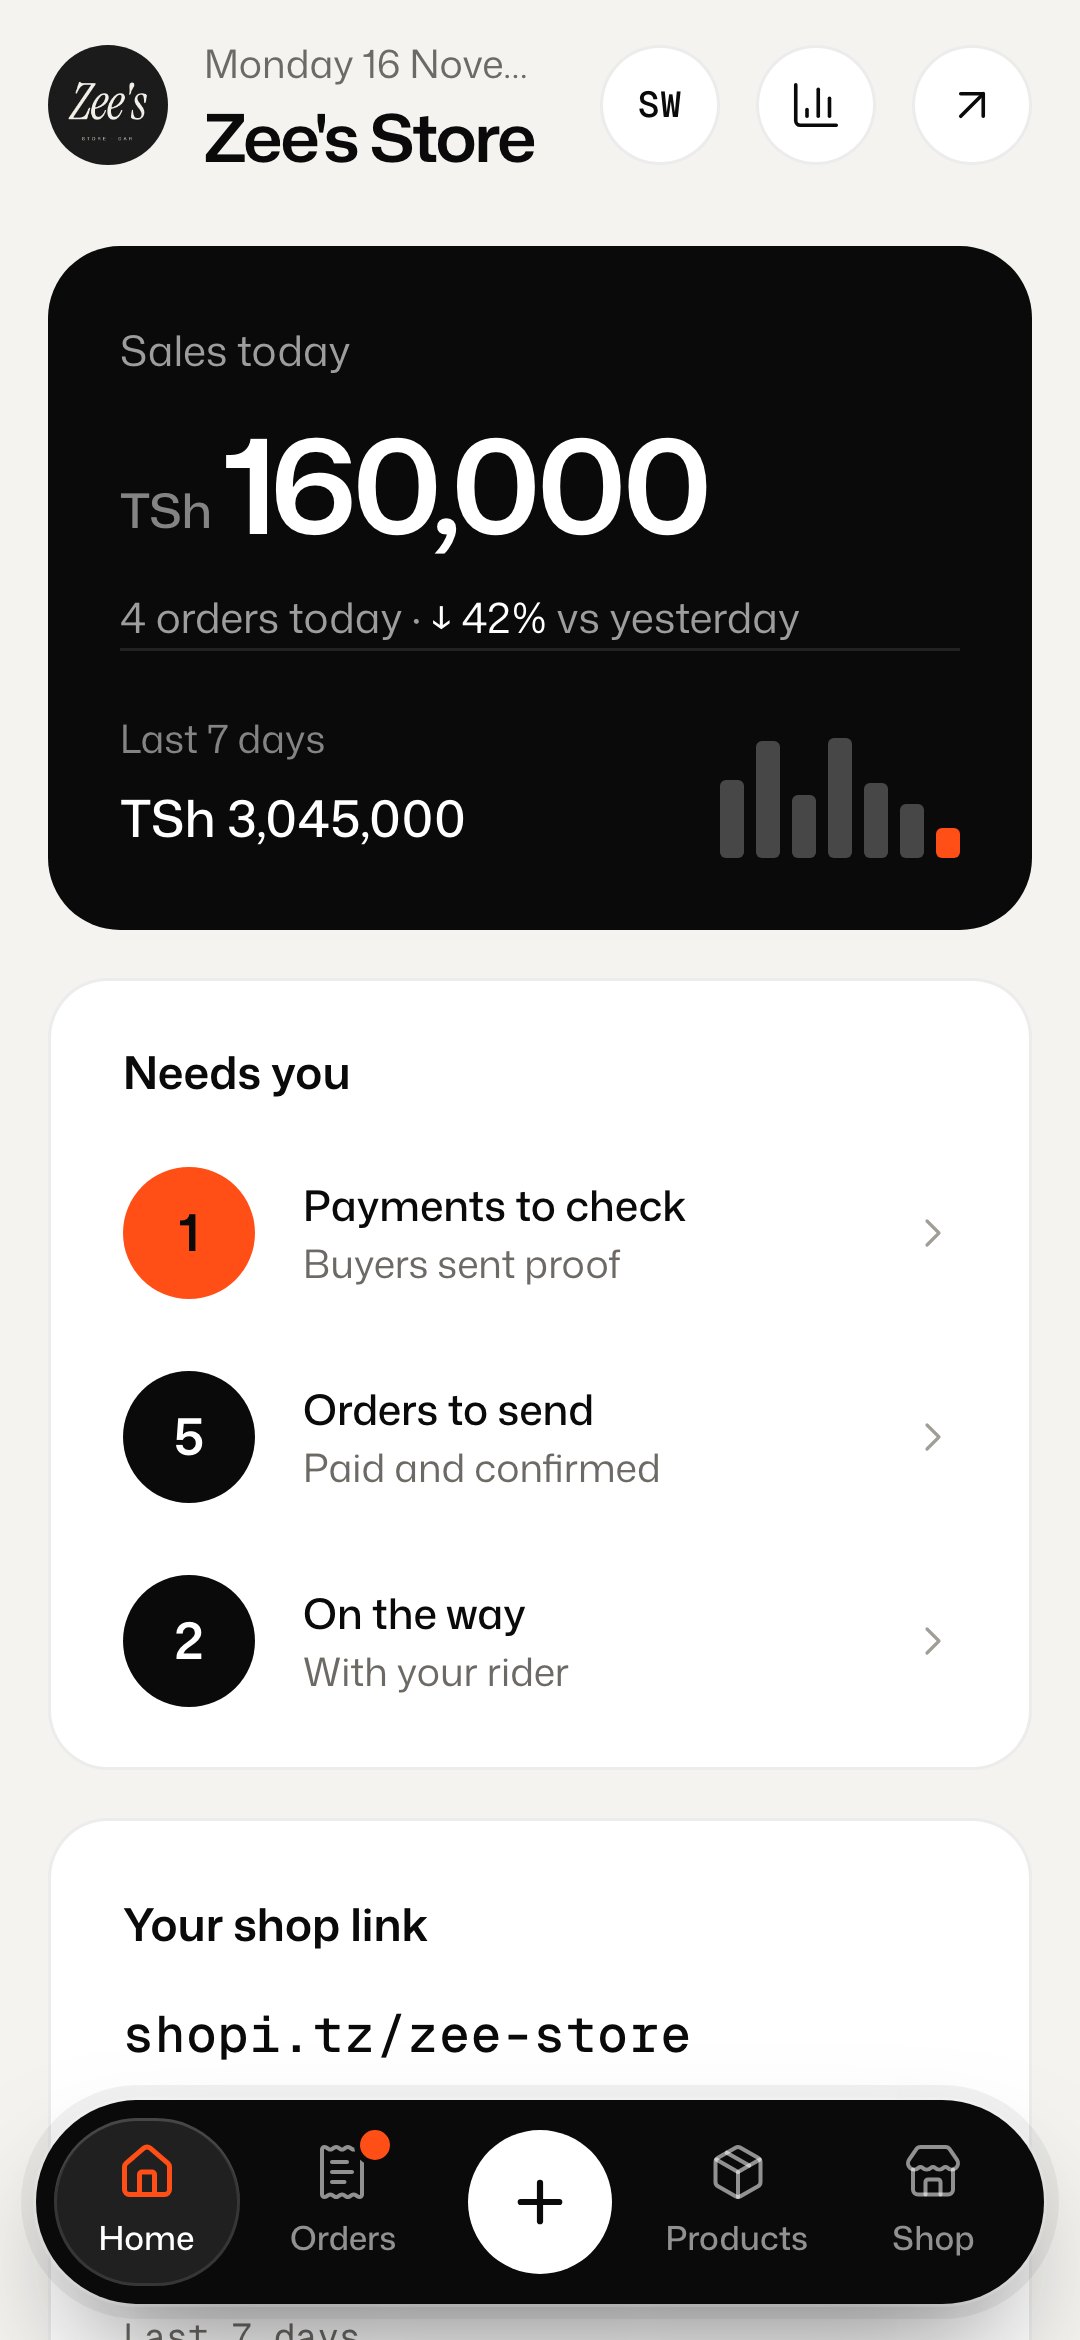 Zee's
STORE CAR
Monday 16 Nove...
Zee's Store
SW
Sales today
TSh 160,000
4 orders today · ↓ 42% vs yesterday
Last 7 days
TSh 3,045,000
Needs you
1
Payments to check
Buyers sent proof
5
Orders to send
Paid and confirmed
2
On the way
With your rider
Your shop link
shopi.tz/zee-store
Home
Orders
Products
Shop
Last 7 days